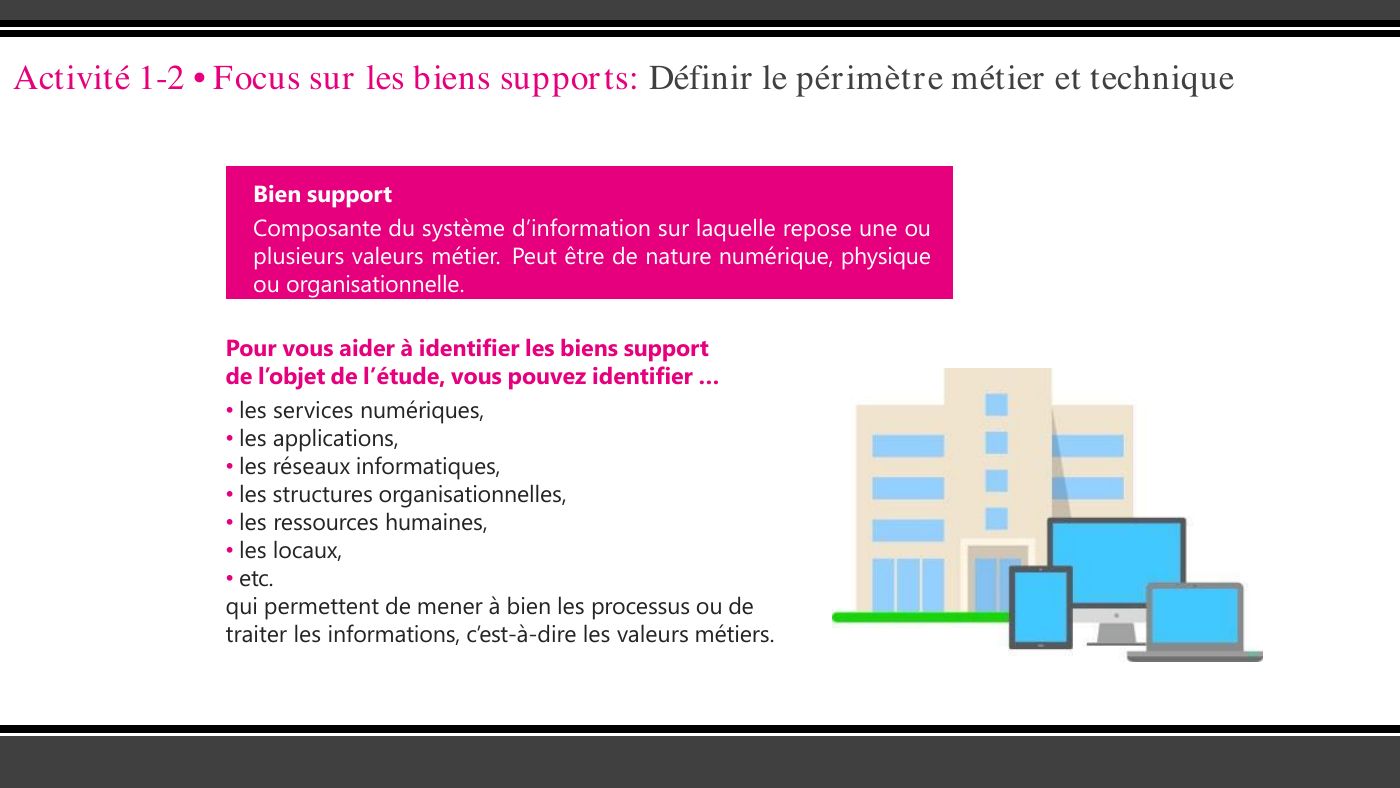 Activité 1-2 • Focus sur les biens supports: Définir le périmètre métier et technique
Bien support
Composante du système d’information sur laquelle repose une ou
plusieurs valeurs métier. Peut être de nature numérique, physique
ou organisationnelle.
Pour vous aider à identifier les biens support
de l’objet de l’étude, vous pouvez identifier …
• les services numériques,
• les applications,
• les réseaux informatiques,
• les structures organisationnelles,
• les ressources humaines,
• les locaux,
• etc.
qui permettent de mener à bien les processus ou de
traiter les informations, c’est-à-dire les valeurs métiers.